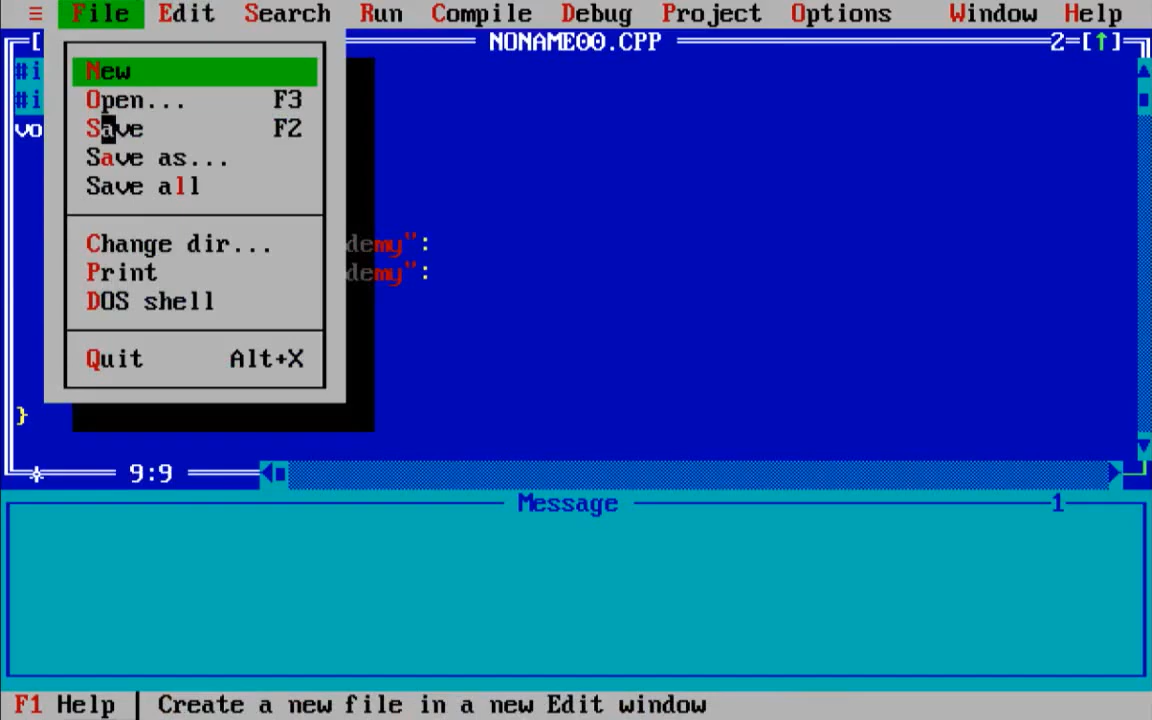 ≡ File Edit Search Run Compile Debug Project Options Window Help
[ NONAME00.CPP 2=[↑]
#i
#i
vo
New
Open... F3
Save F2
Save as...
Save all
Change dir... demy":
Print demy":
DOS shell
Quit Alt+X
}
9:9
Message 1
F1 Help | Create a new file in a new Edit window